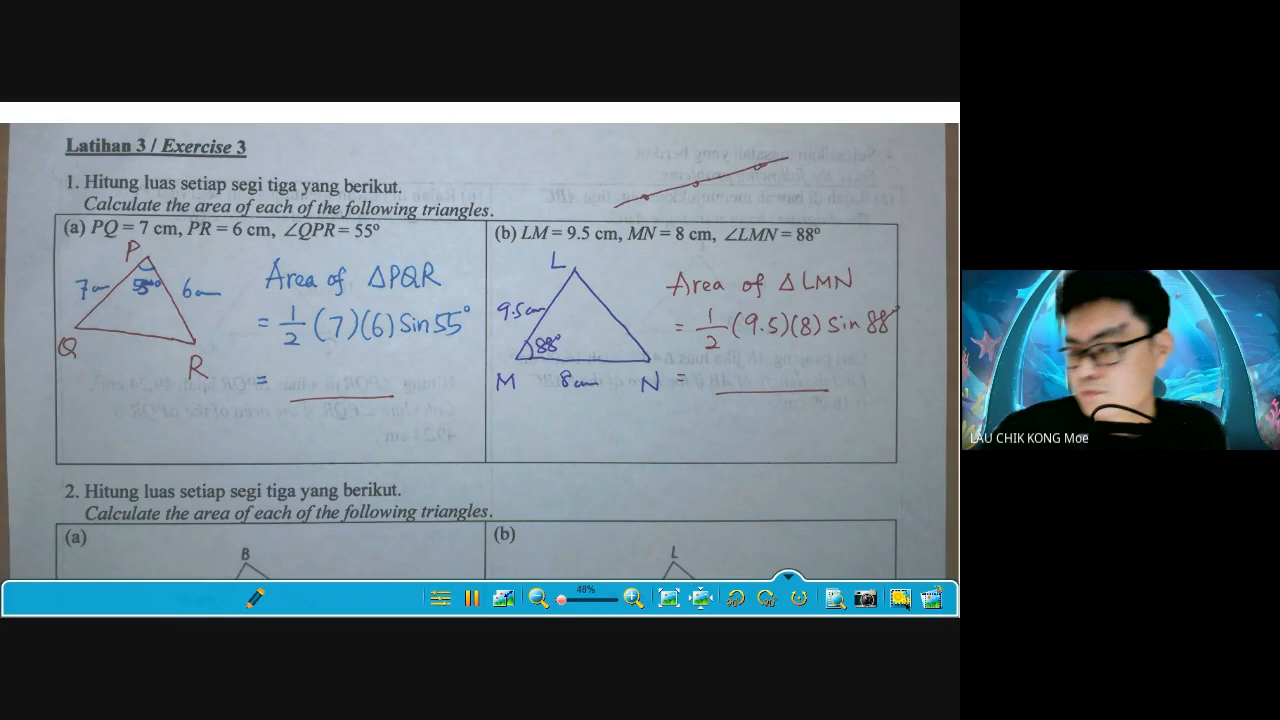 Latihan 3 / Exercise 3
1. Hitung luas setiap segi tiga yang berikut.
Calculate the area of each of the following triangles.
(a) PQ = 7 cm, PR = 6 cm, ∠QPR = 55°
P
7cm
55°
6cm
Q
R
Area of △PQR
= 1/2 (7)(6) Sin 55°
=
(b) LM = 9.5 cm, MN = 8 cm, ∠LMN = 88°
L
9.5cm
88°
M
8cm
N
Area of △LMN
= 1/2 (9.5)(8) sin 88°
=
2. Hitung luas setiap segi tiga yang berikut.
Calculate the area of each of the following triangles.
(a)
B
(b)
L
48%
LAU CHIK KONG Moe